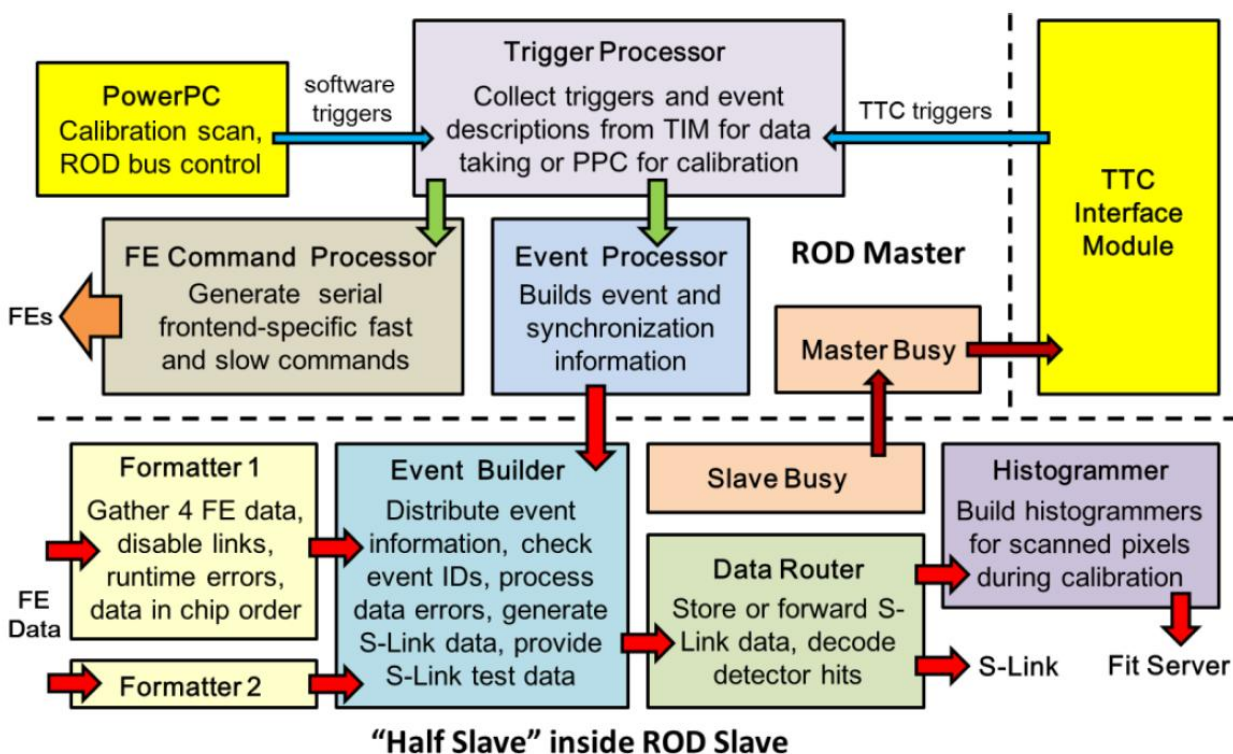 Trigger Processor
Collect triggers and event
descriptions from TIM for data
taking or PPC for calibration
PowerPC
Calibration scan,
ROD bus control
software
triggers
TTC triggers
TTC
Interface
Module
FE Command Processor
Generate serial
frontend-specific fast
and slow commands
FEs
Event Processor
Builds event and
synchronization
information
ROD Master
Master Busy
Formatter 1
Gather 4 FE data,
disable links,
runtime errors,
data in chip order
FE
Data
Formatter 2
Event Builder
Distribute event
information, check
event IDs, process
data errors, generate
S-Link data, provide
S-Link test data
Slave Busy
Data Router
Store or forward S-
Link data, decode
detector hits
Histogrammer
Build histogrammers
for scanned pixels
during calibration
S-Link
Fit Server
“Half Slave” inside ROD Slave